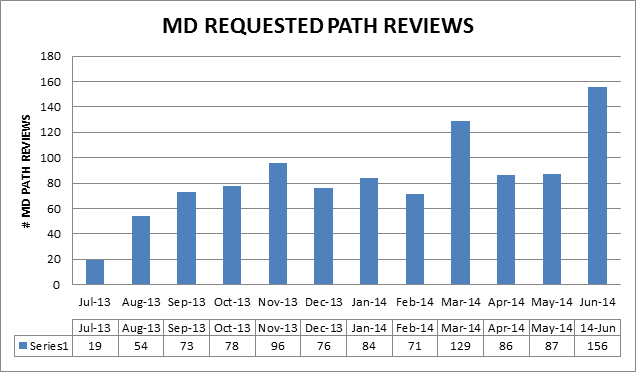 MD REQUESTED PATH REVIEWS
180
160
140
120
100
80
60
40
20
0
# MD PATH REVIEWS
Jul-13 Aug-13 Sep-13 Oct-13 Nov-13 Dec-13 Jan-14 Feb-14 Mar-14 Apr-14 May-14 Jun-14
Jul-13 Aug-13 Sep-13 Oct-13 Nov-13 Dec-13 Jan-14 Feb-14 Mar-14 Apr-14 May-14 14-Jun
Series1 19 54 73 78 96 76 84 71 129 86 87 156